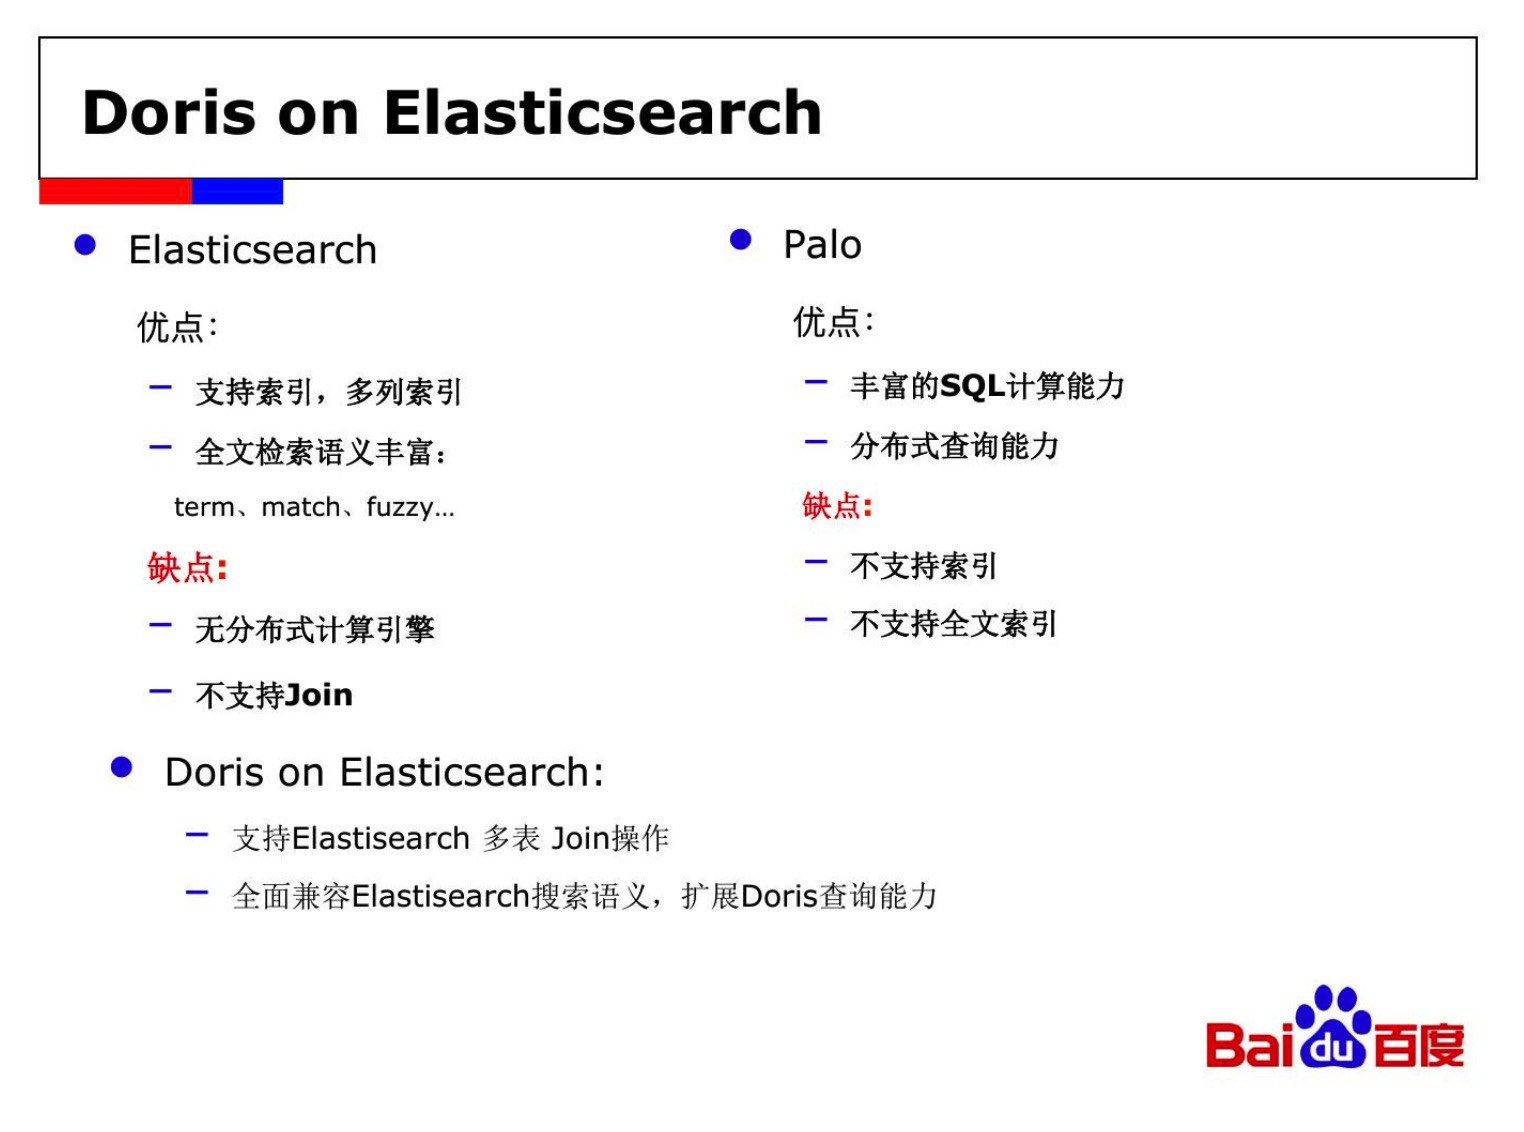 Doris on Elasticsearch
Elasticsearch
优点：
支持索引，多列索引
全文检索语义丰富：
term、match、fuzzy…
缺点:
无分布式计算引擎
不支持Join
Palo
优点：
丰富的SQL计算能力
分布式查询能力
缺点:
不支持索引
不支持全文索引
Doris on Elasticsearch:
支持Elastisearch 多表 Join操作
全面兼容Elastisearch搜索语义，扩展Doris查询能力
Bai du 百度